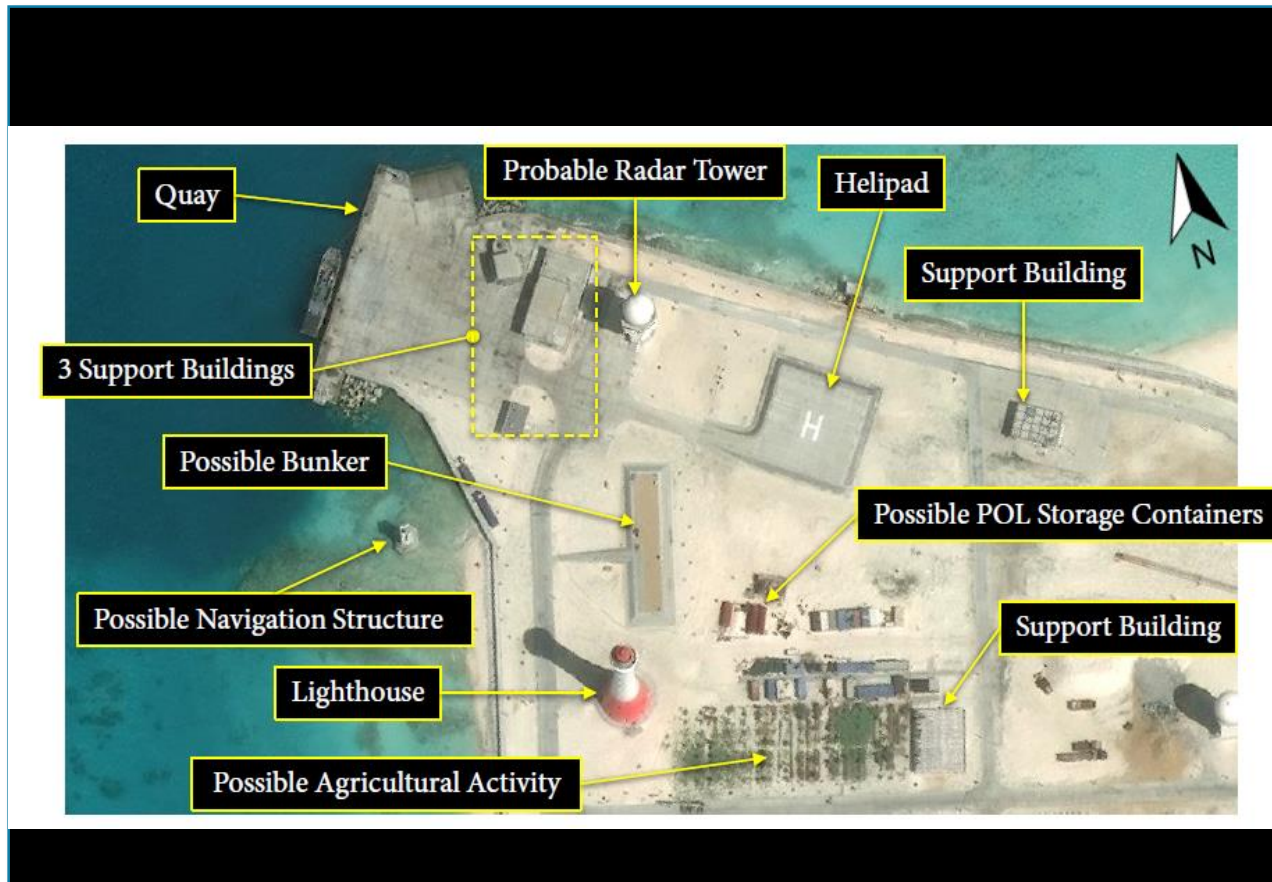 Probable Radar Tower
Helipad
Quay
N
Support Building
3 Support Buildings
Possible Bunker
Possible POL Storage Containers
H
Possible Navigation Structure
Support Building
Lighthouse
Possible Agricultural Activity